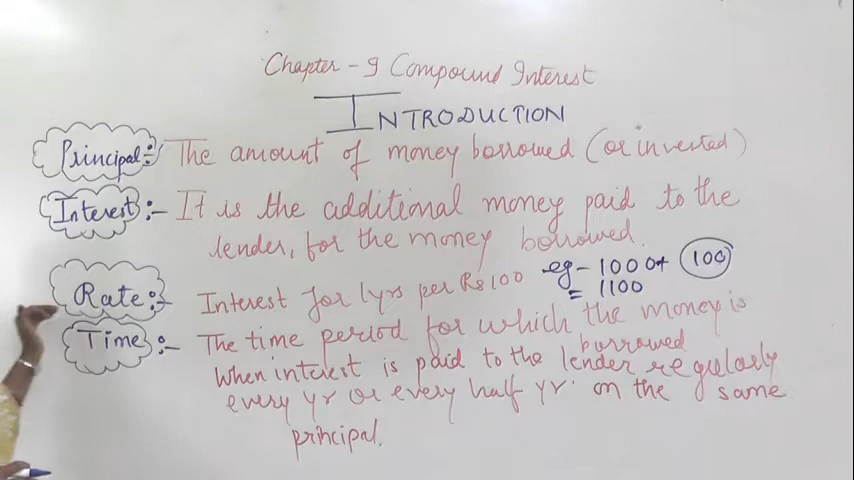 Chapter - 9 Compound Interest
INTRODUCTION
Principal:- The amount of money borrowed (or invested)
Interest:- It is the additional money paid to the
lender, for the money borrowed.
eg - 1000 + 100
= 1100
Rate:- Interest for 1yrs per Rs 100
Time:- The time period for which the money is
borrowed
When interest is paid to the lender regularly
every yr or every half yr. on the same
principal.